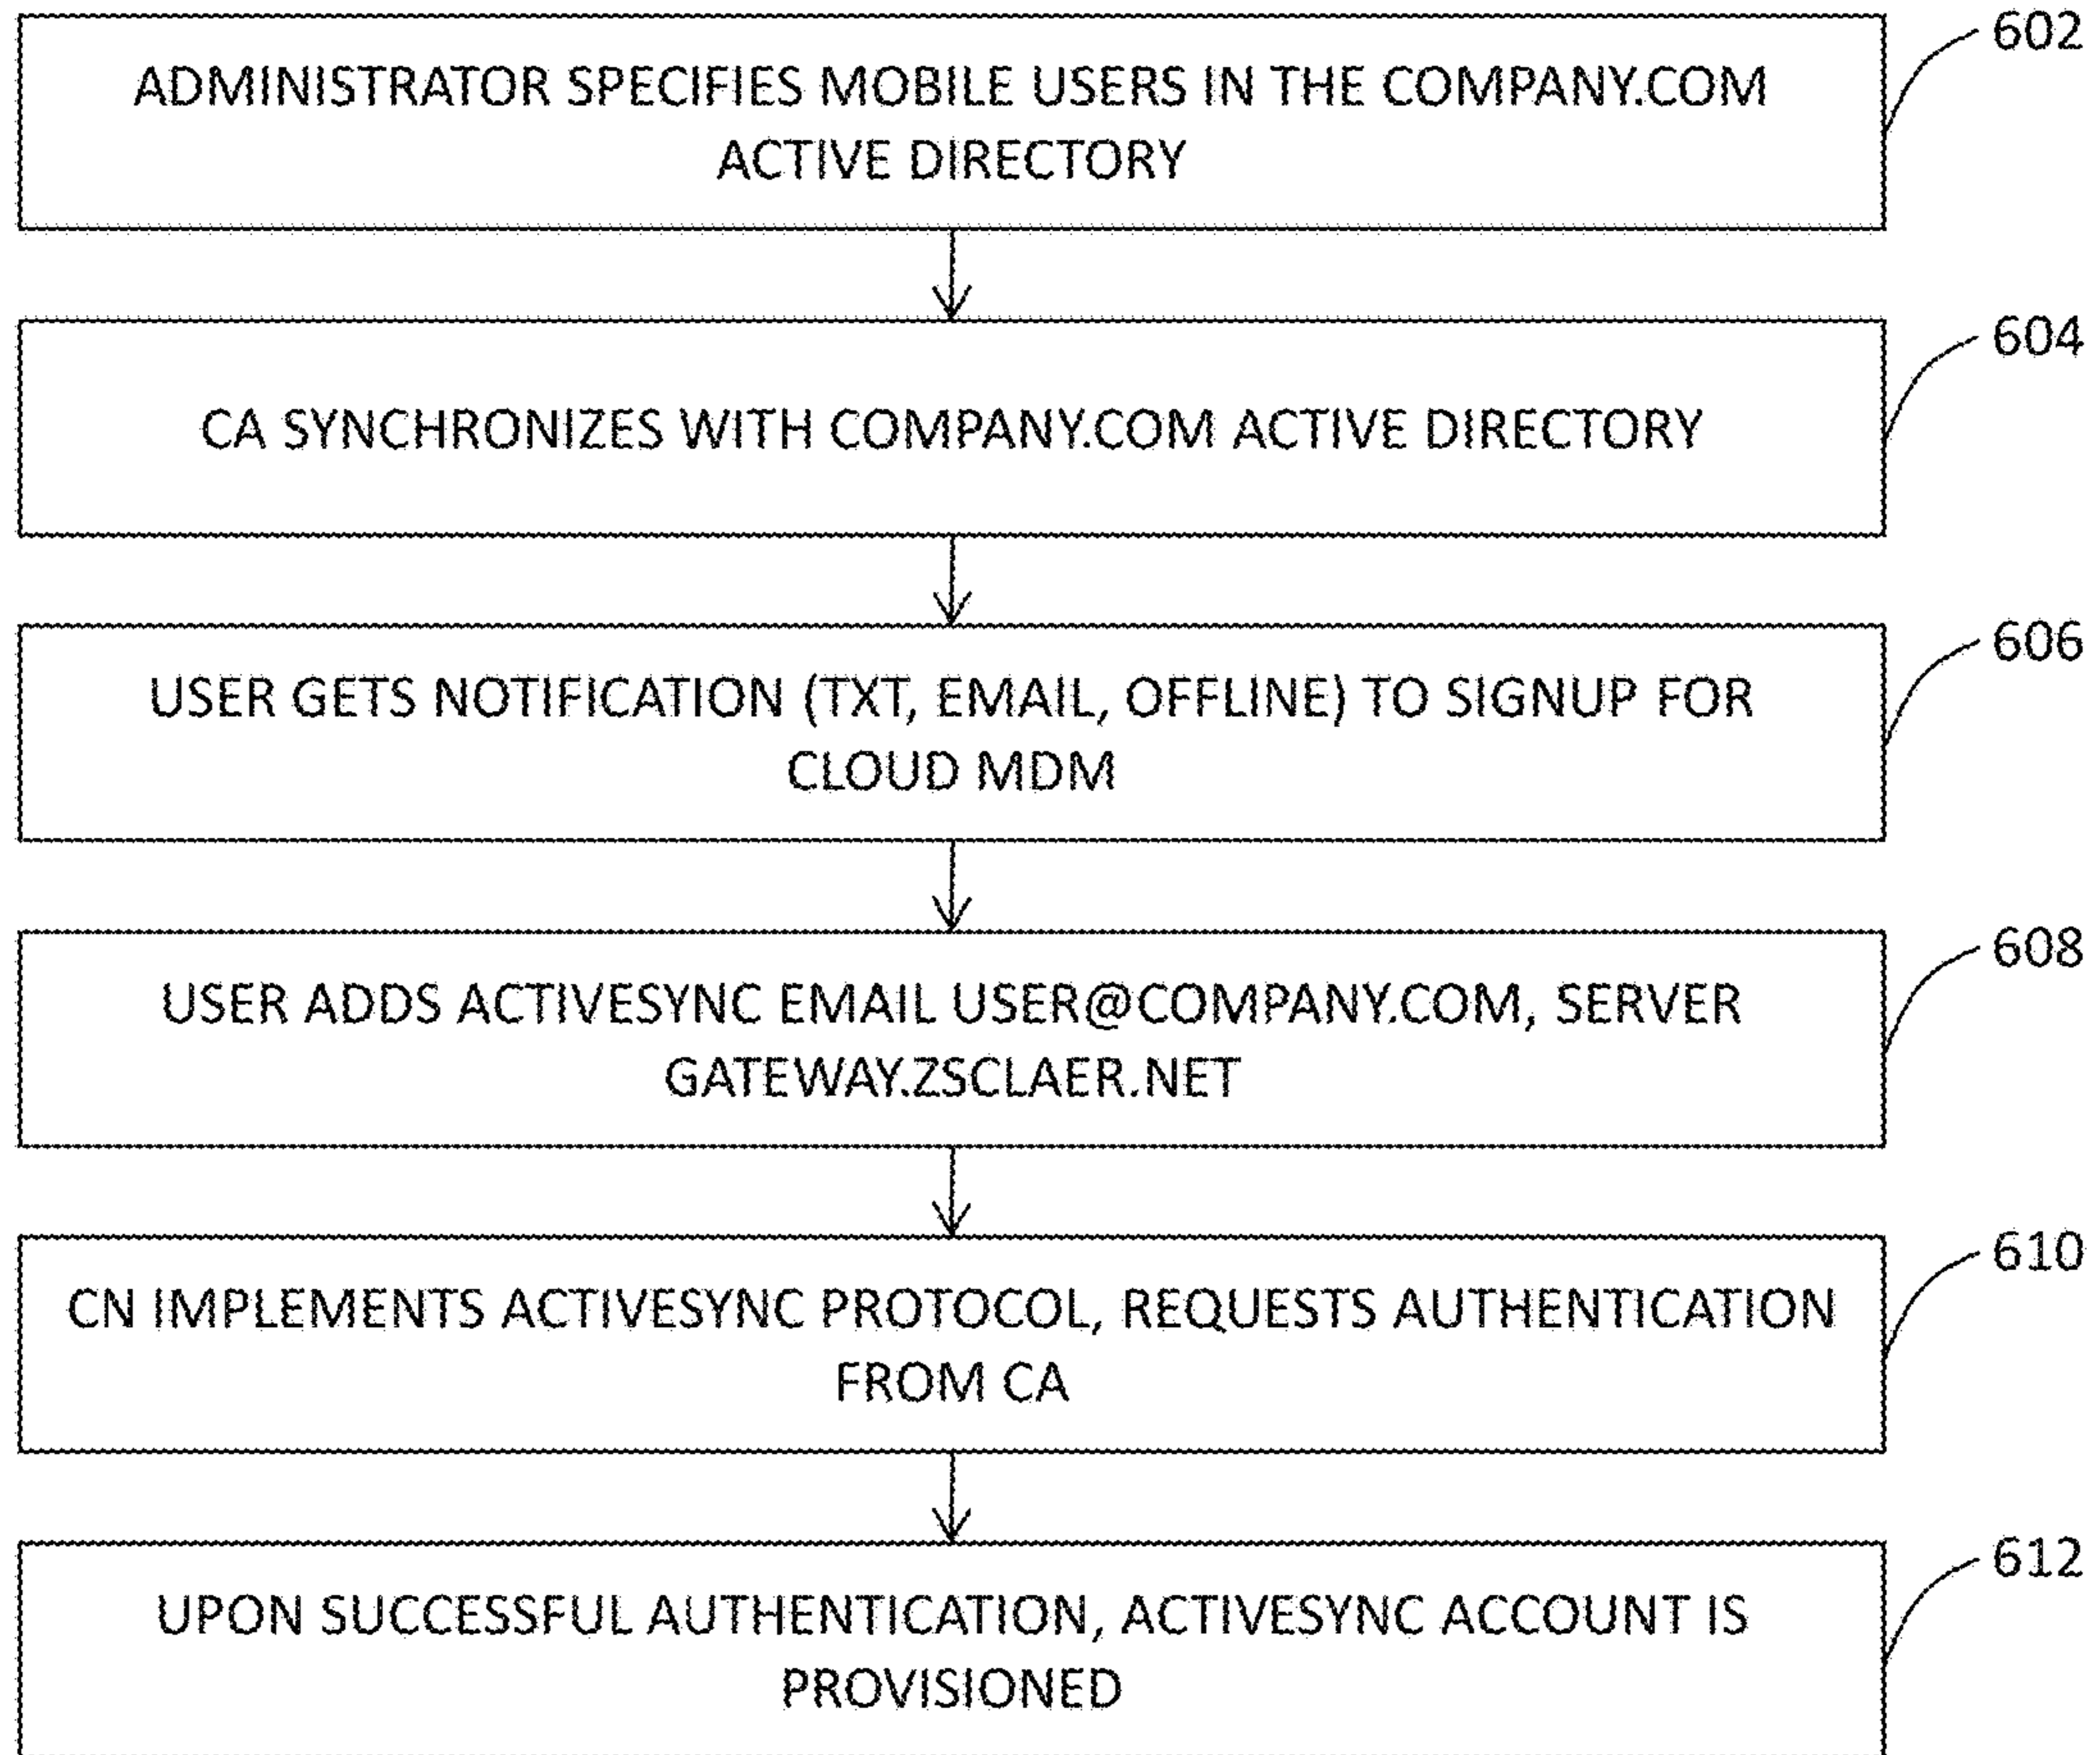 602
ADMINISTRATOR SPECIFIES MOBILE USERS IN THE COMPANY.COM
ACTIVE DIRECTORY
604
CA SYNCHRONIZES WITH COMPANY.COM ACTIVE DIRECTORY
606
USER GETS NOTIFICATION (TXT, EMAIL, OFFLINE) TO SIGNUP FOR
CLOUD MDM
608
USER ADDS ACTIVESYNC EMAIL USER@COMPANY.COM, SERVER
GATEWAY.ZSCLAER.NET
610
CN IMPLEMENTS ACTIVESYNC PROTOCOL, REQUESTS AUTHENTICATION
FROM CA
612
UPON SUCCESSFUL AUTHENTICATION, ACTIVESYNC ACCOUNT IS
PROVISIONED